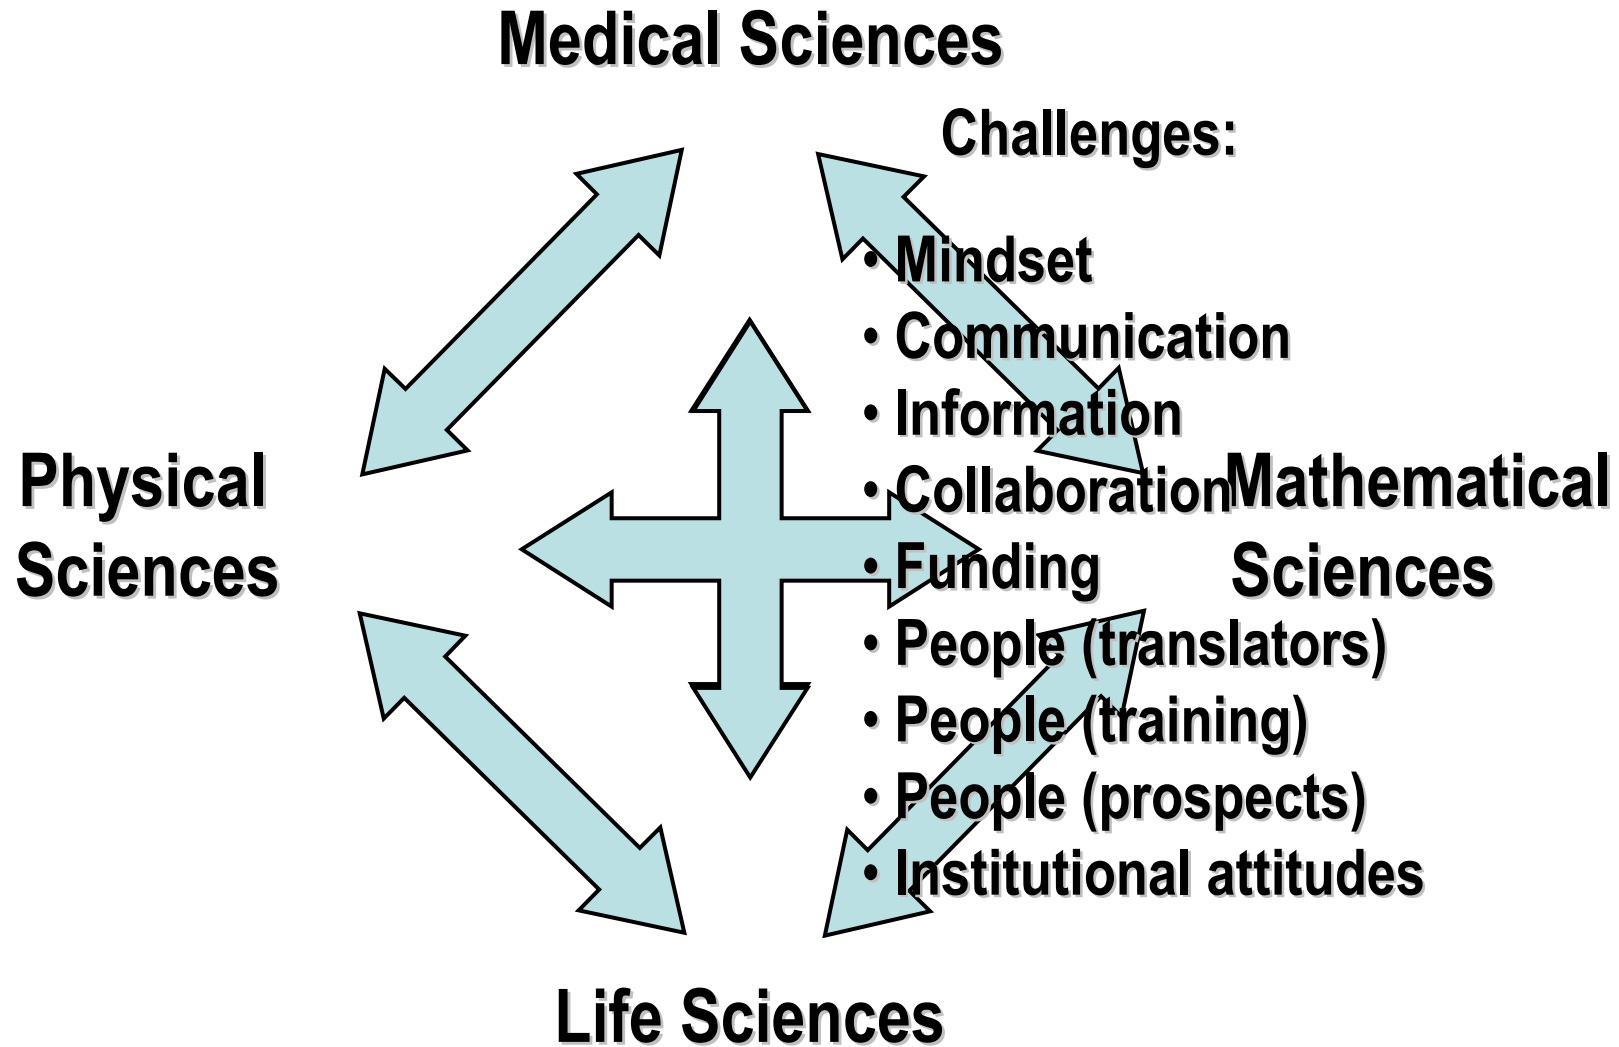 Medical Sciences
Challenges:
• Mindset
• Communication
• Information
• Collaboration
• Funding
• People (translators)
• People (training)
• People (prospects)
• Institutional attitudes
Physical
Sciences
Mathematical
Sciences
Life Sciences